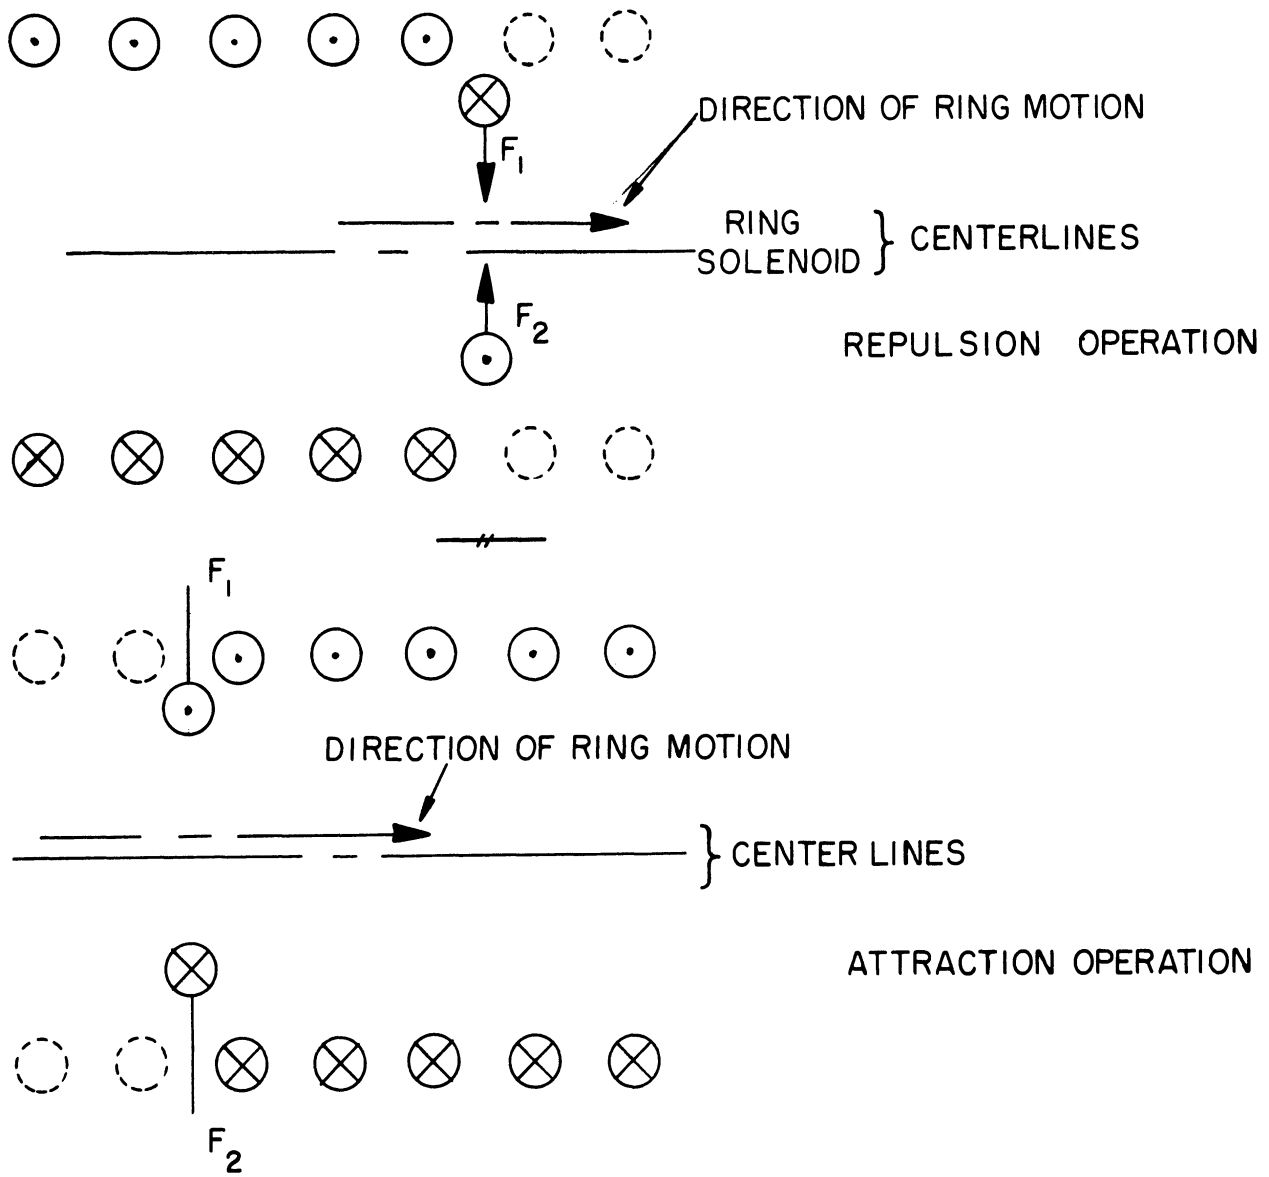 DIRECTION OF RING MOTION
F1
RING
SOLENOID } CENTERLINES
F2
REPULSION OPERATION
F1
DIRECTION OF RING MOTION
} CENTER LINES
ATTRACTION OPERATION
F2